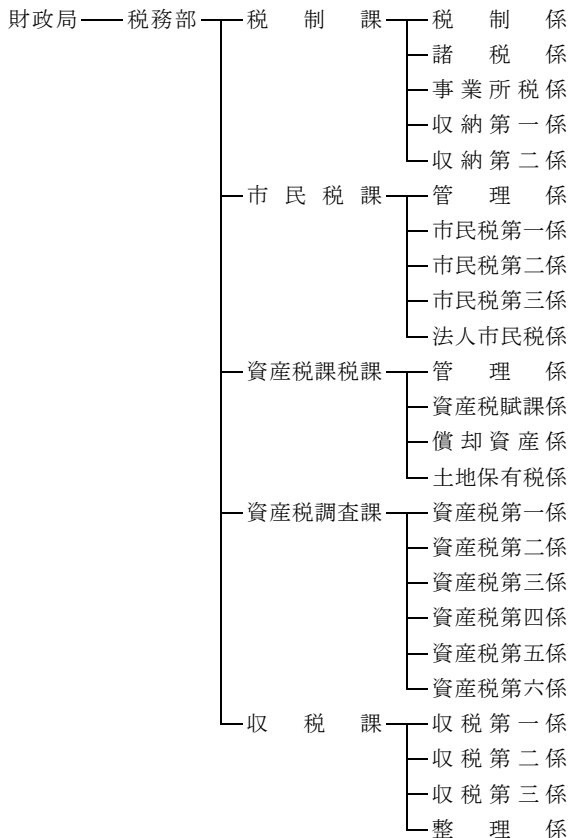 財政局 税務部 税制課 税制係
諸税係
事業所税係
収納第一係
収納第二係
市民税課 管理係
市民税第一係
市民税第二係
市民税第三係
法人市民税係
資産税課税課 管理係
資産税賦課係
償却資産係
土地保有税係
資産税調査課 資産税第一係
資産税第二係
資産税第三係
資産税第四係
資産税第五係
資産税第六係
収税課 収税第一係
収税第二係
収税第三係
整理係